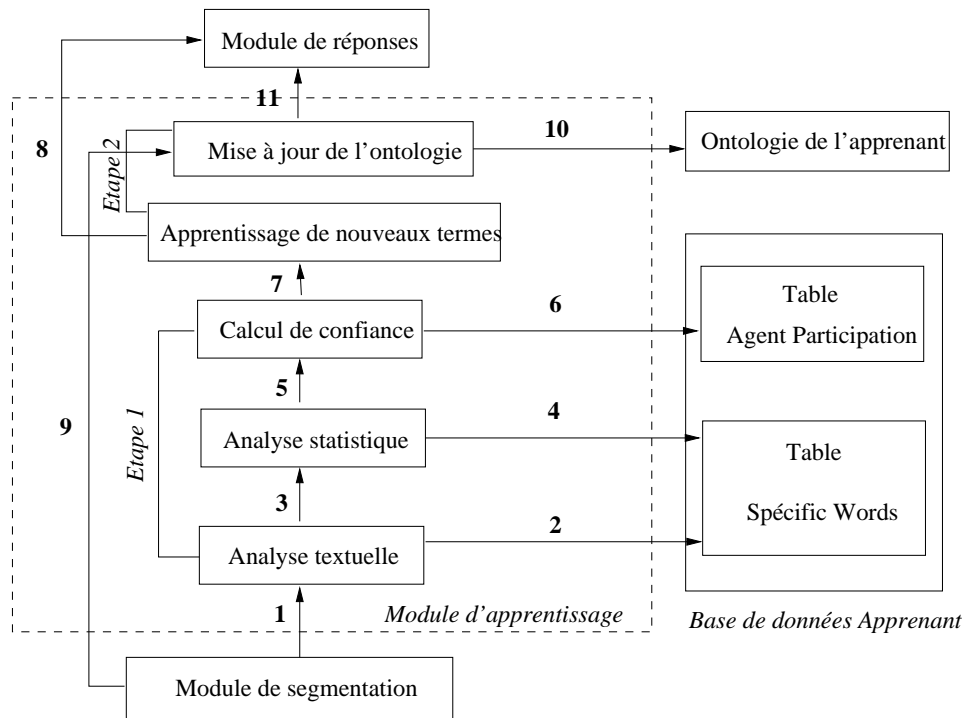 Module de réponses
11
10
8
Mise à jour de l'ontologie
Ontologie de l'apprenant
Etape 2
Apprentissage de nouveaux termes
7
6
Table
Agent Participation
Calcul de confiance
5
4
9
Etape 1
Analyse statistique
Table
Spécific Words
3
2
Analyse textuelle
1
Module d'apprentissage
Base de données Apprenant
Module de segmentation